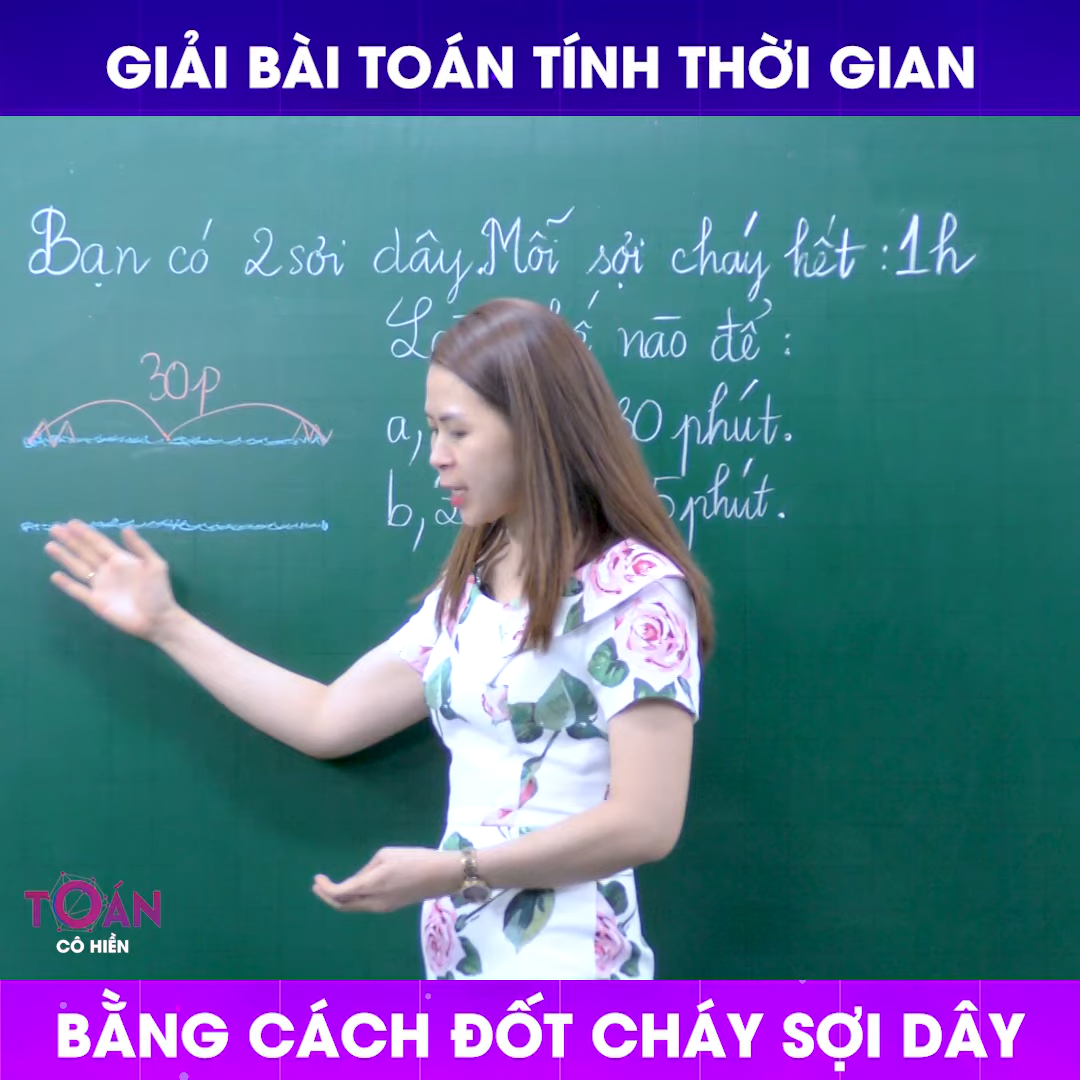 GIẢI BÀI TOÁN TÍNH THỜI GIAN
Bạn có 2 sợi dây. Mỗi sợi cháy hết : 1h
nào để :
30p
a, 30 phút.
b, phút.
TOÁN
CÔ HIỀN
BẰNG CÁCH ĐỐT CHÁY SỢI DÂY